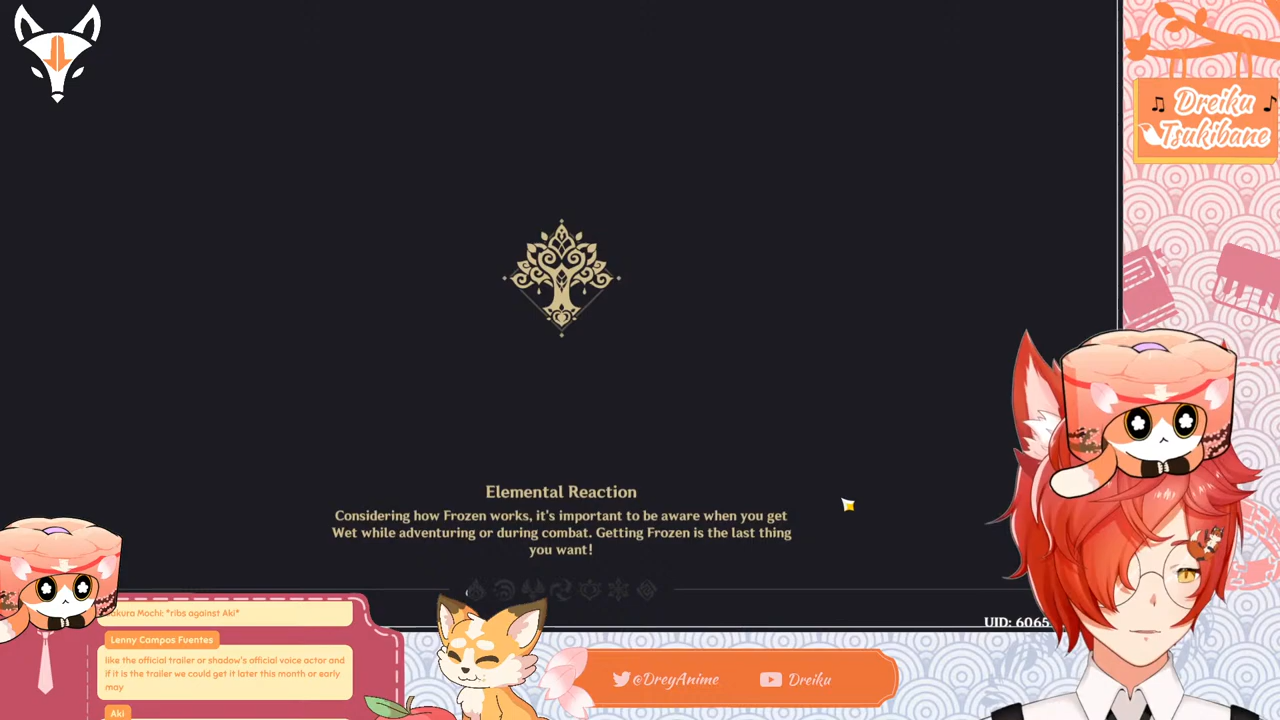 Dreiku
Tsukibane
Elemental Reaction
Considering how Frozen works, it's important to be aware when you get
Wet while adventuring or during combat. Getting Frozen is the last thing
you want!
UID: 6065
Mochi: *ribs against Aki*
Lenny Campos Fuentes
like the official trailer or shadow's official voice actor and
if it is the trailer we could get it later this month or early
may
Aki
@DreyAnime
Dreiku